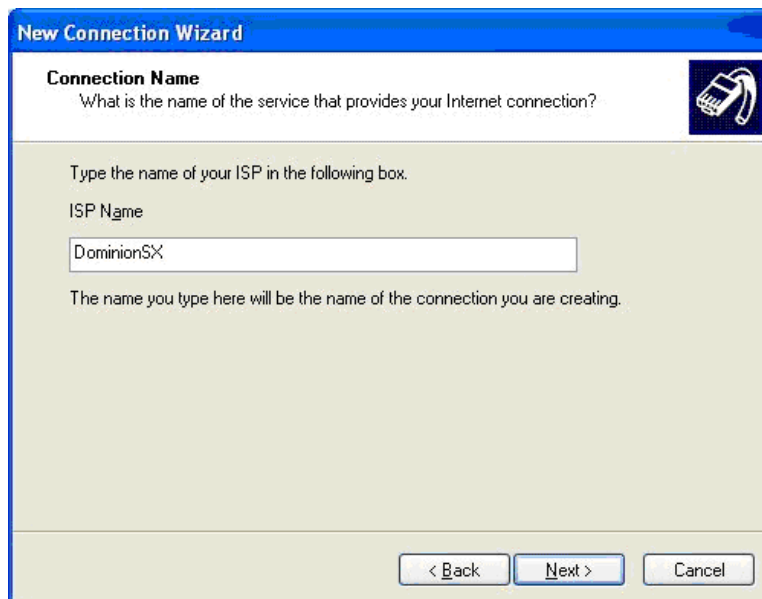 New Connection Wizard
Connection Name
What is the name of the service that provides your Internet connection?
Type the name of your ISP in the following box.
ISP Name
DominionSX
The name you type here will be the name of the connection you are creating.
< Back Next > Cancel